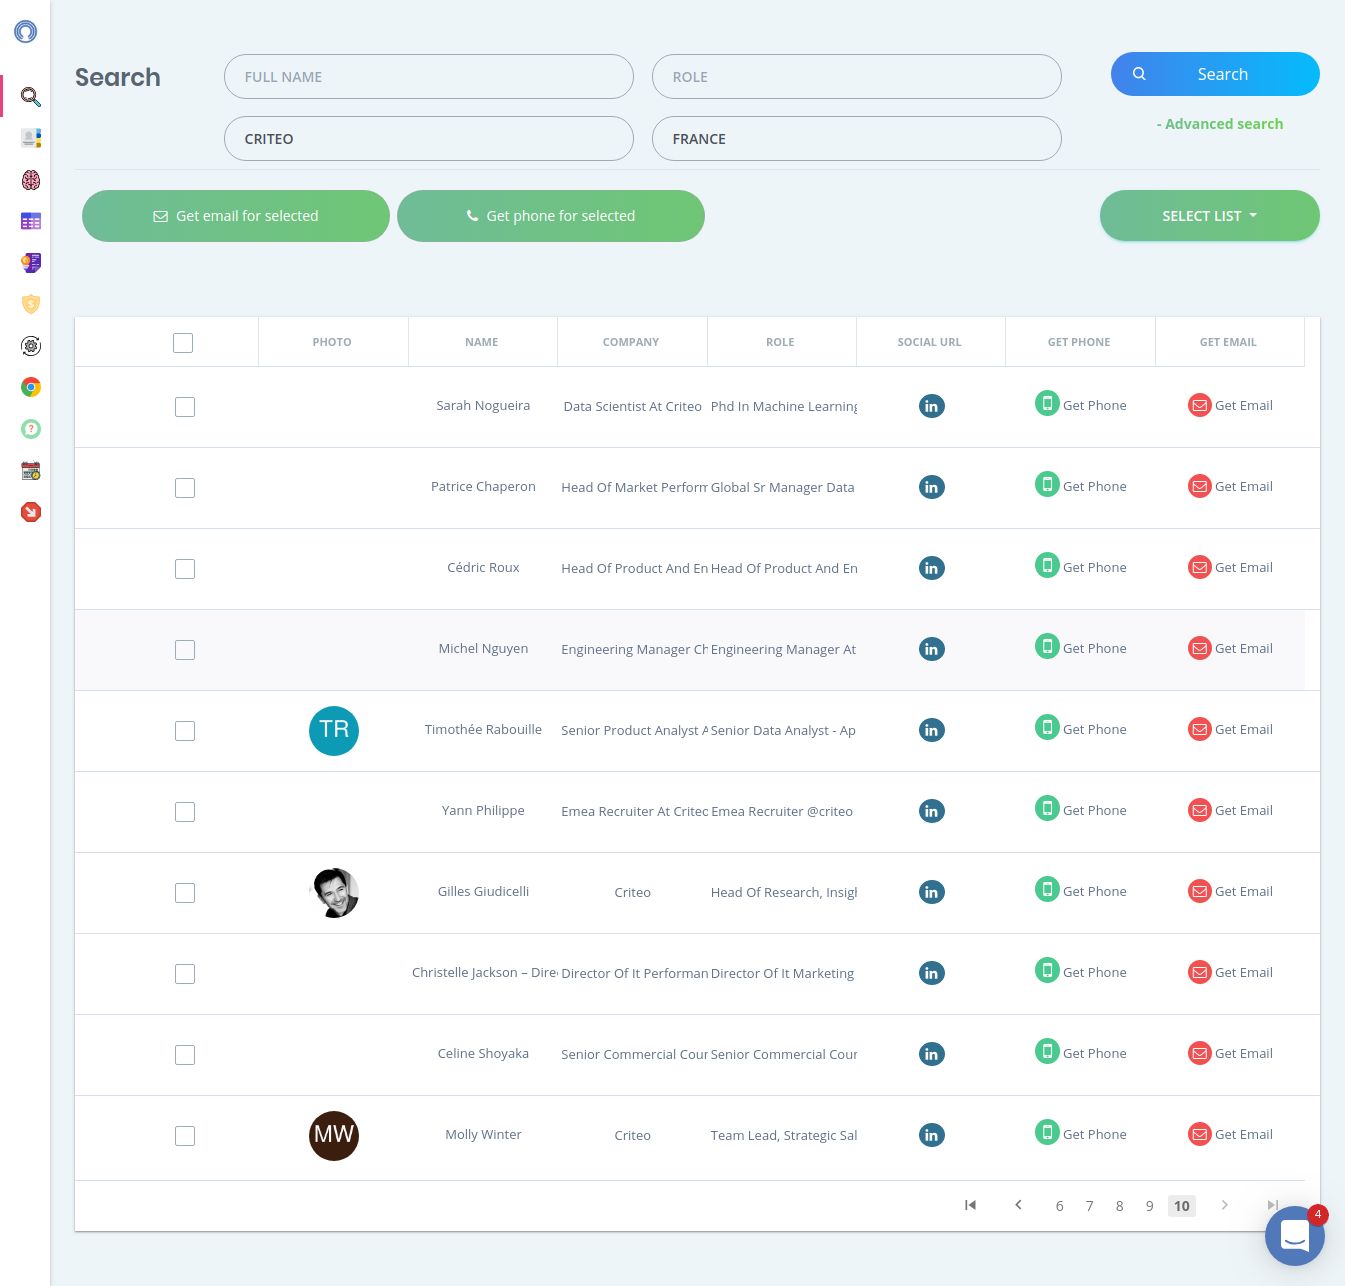 Search
FULL NAME
ROLE
Search
CRITEO
FRANCE
- Advanced search
Get email for selected
Get phone for selected
SELECT LIST
PHOTO NAME COMPANY ROLE SOCIAL URL GET PHONE GET EMAIL
Sarah Nogueira Data Scientist At Criteo Phd In Machine Learning in Get Phone Get Email
Patrice Chaperon Head Of Market Perform Global Sr Manager Data in Get Phone Get Email
Cédric Roux Head Of Product And En Head Of Product And En in Get Phone Get Email
Michel Nguyen Engineering Manager Ch Engineering Manager At in Get Phone Get Email
TR Timothée Rabouille Senior Product Analyst A Senior Data Analyst - Ap in Get Phone Get Email
Yann Philippe Emea Recruiter At Criteo Emea Recruiter @criteo in Get Phone Get Email
Gilles Giudicelli Criteo Head Of Research, Insigh in Get Phone Get Email
Christelle Jackson – Dire Director Of It Performan Director Of It Marketing in Get Phone Get Email
Celine Shoyaka Senior Commercial Cour Senior Commercial Cour in Get Phone Get Email
MW Molly Winter Criteo Team Lead, Strategic Sal in Get Phone Get Email
6 7 8 9 10
4